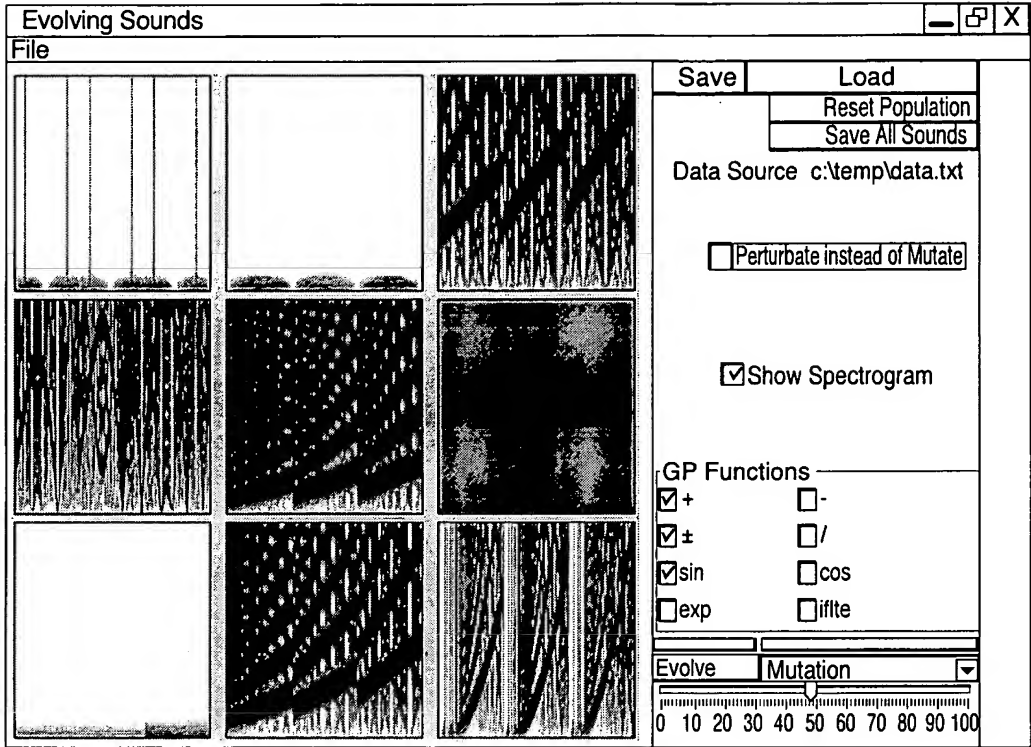 Evolving Sounds
File
Save Load
Reset Population
Save All Sounds
Data Source c:\temp\data.txt
Perturbate instead of Mutate
Show Spectrogram
GP Functions
+ -
± /
sin cos
exp iflte
Evolve Mutation
0 10 20 30 40 50 60 70 80 90 100